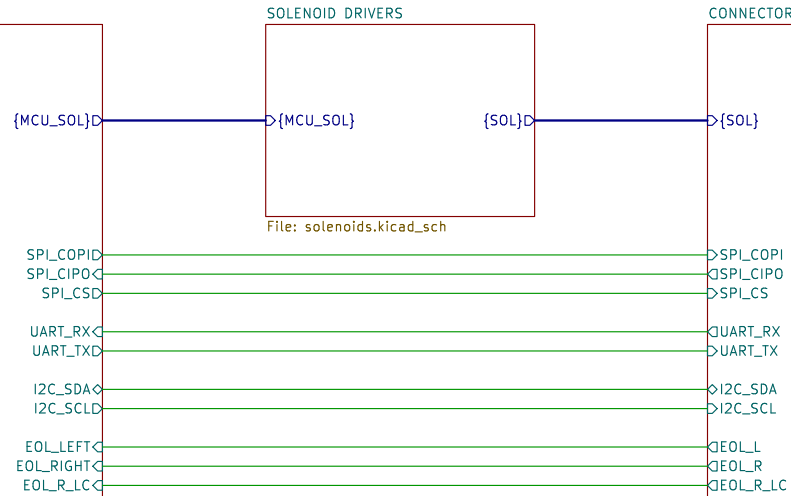 SOLENOID DRIVERS CONNECTOR
{MCU_SOL} {MCU_SOL} {SOL} {SOL}
File: solenoids.kicad_sch
SPI_COPI SPI_COPI
SPI_CIPO SPI_CIPO
SPI_CS SPI_CS
UART_RX UART_RX
UART_TX UART_TX
I2C_SDA I2C_SDA
I2C_SCL I2C_SCL
EOL_LEFT EOL_L
EOL_RIGHT EOL_R
EOL_R_LC EOL_R_LC